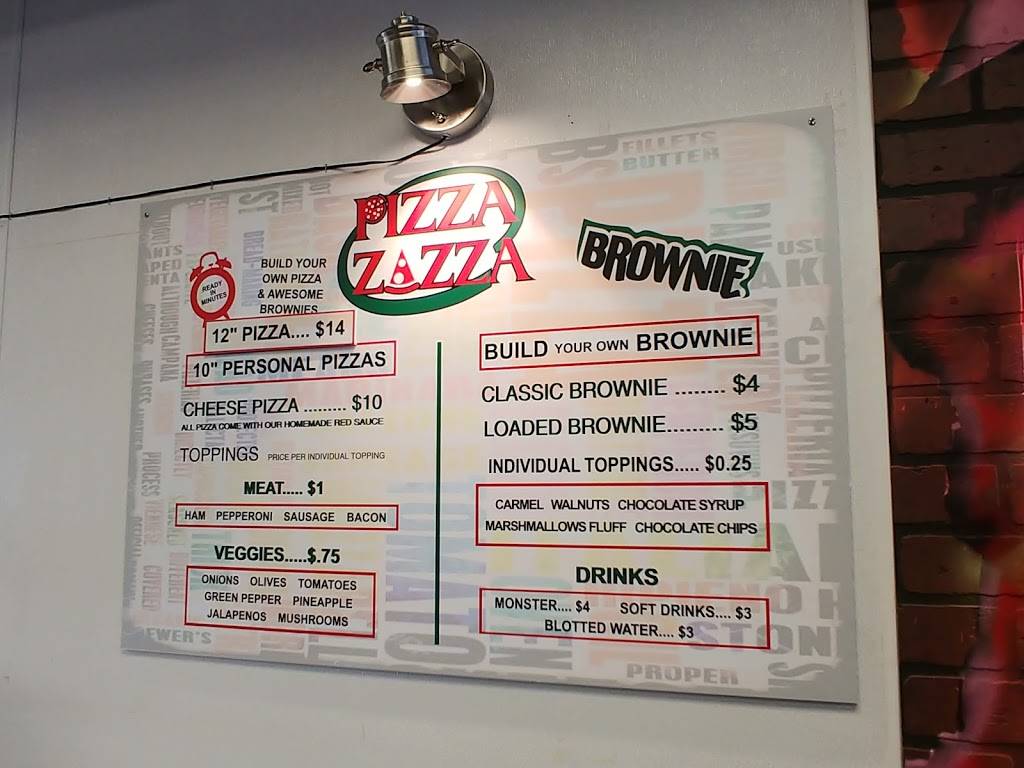 PIZZA
ZAZZA
READY
IN
MINUTES
BUILD YOUR
OWN PIZZA
& AWESOME
BROWNIES
12" PIZZA.... $14
10" PERSONAL PIZZAS
CHEESE PIZZA ......... $10
ALL PIZZA COME WITH OUR HOMEMADE RED SAUCE
TOPPINGS PRICE PER INDIVIDUAL TOPPING
MEAT..... $1
HAM PEPPERONI SAUSAGE BACON
VEGGIES.....$.75
ONIONS OLIVES TOMATOES
GREEN PEPPER PINEAPPLE
JALAPENOS MUSHROOMS
BROWNIE
BUILD YOUR OWN BROWNIE
CLASSIC BROWNIE ........ $4
LOADED BROWNIE......... $5
INDIVIDUAL TOPPINGS..... $0.25
CARMEL WALNUTS CHOCOLATE SYRUP
MARSHMALLOWS FLUFF CHOCOLATE CHIPS
DRINKS
MONSTER.... $4 SOFT DRINKS.... $3
BLOTTED WATER.... $3
FILLETS
BUTTER
PROPER